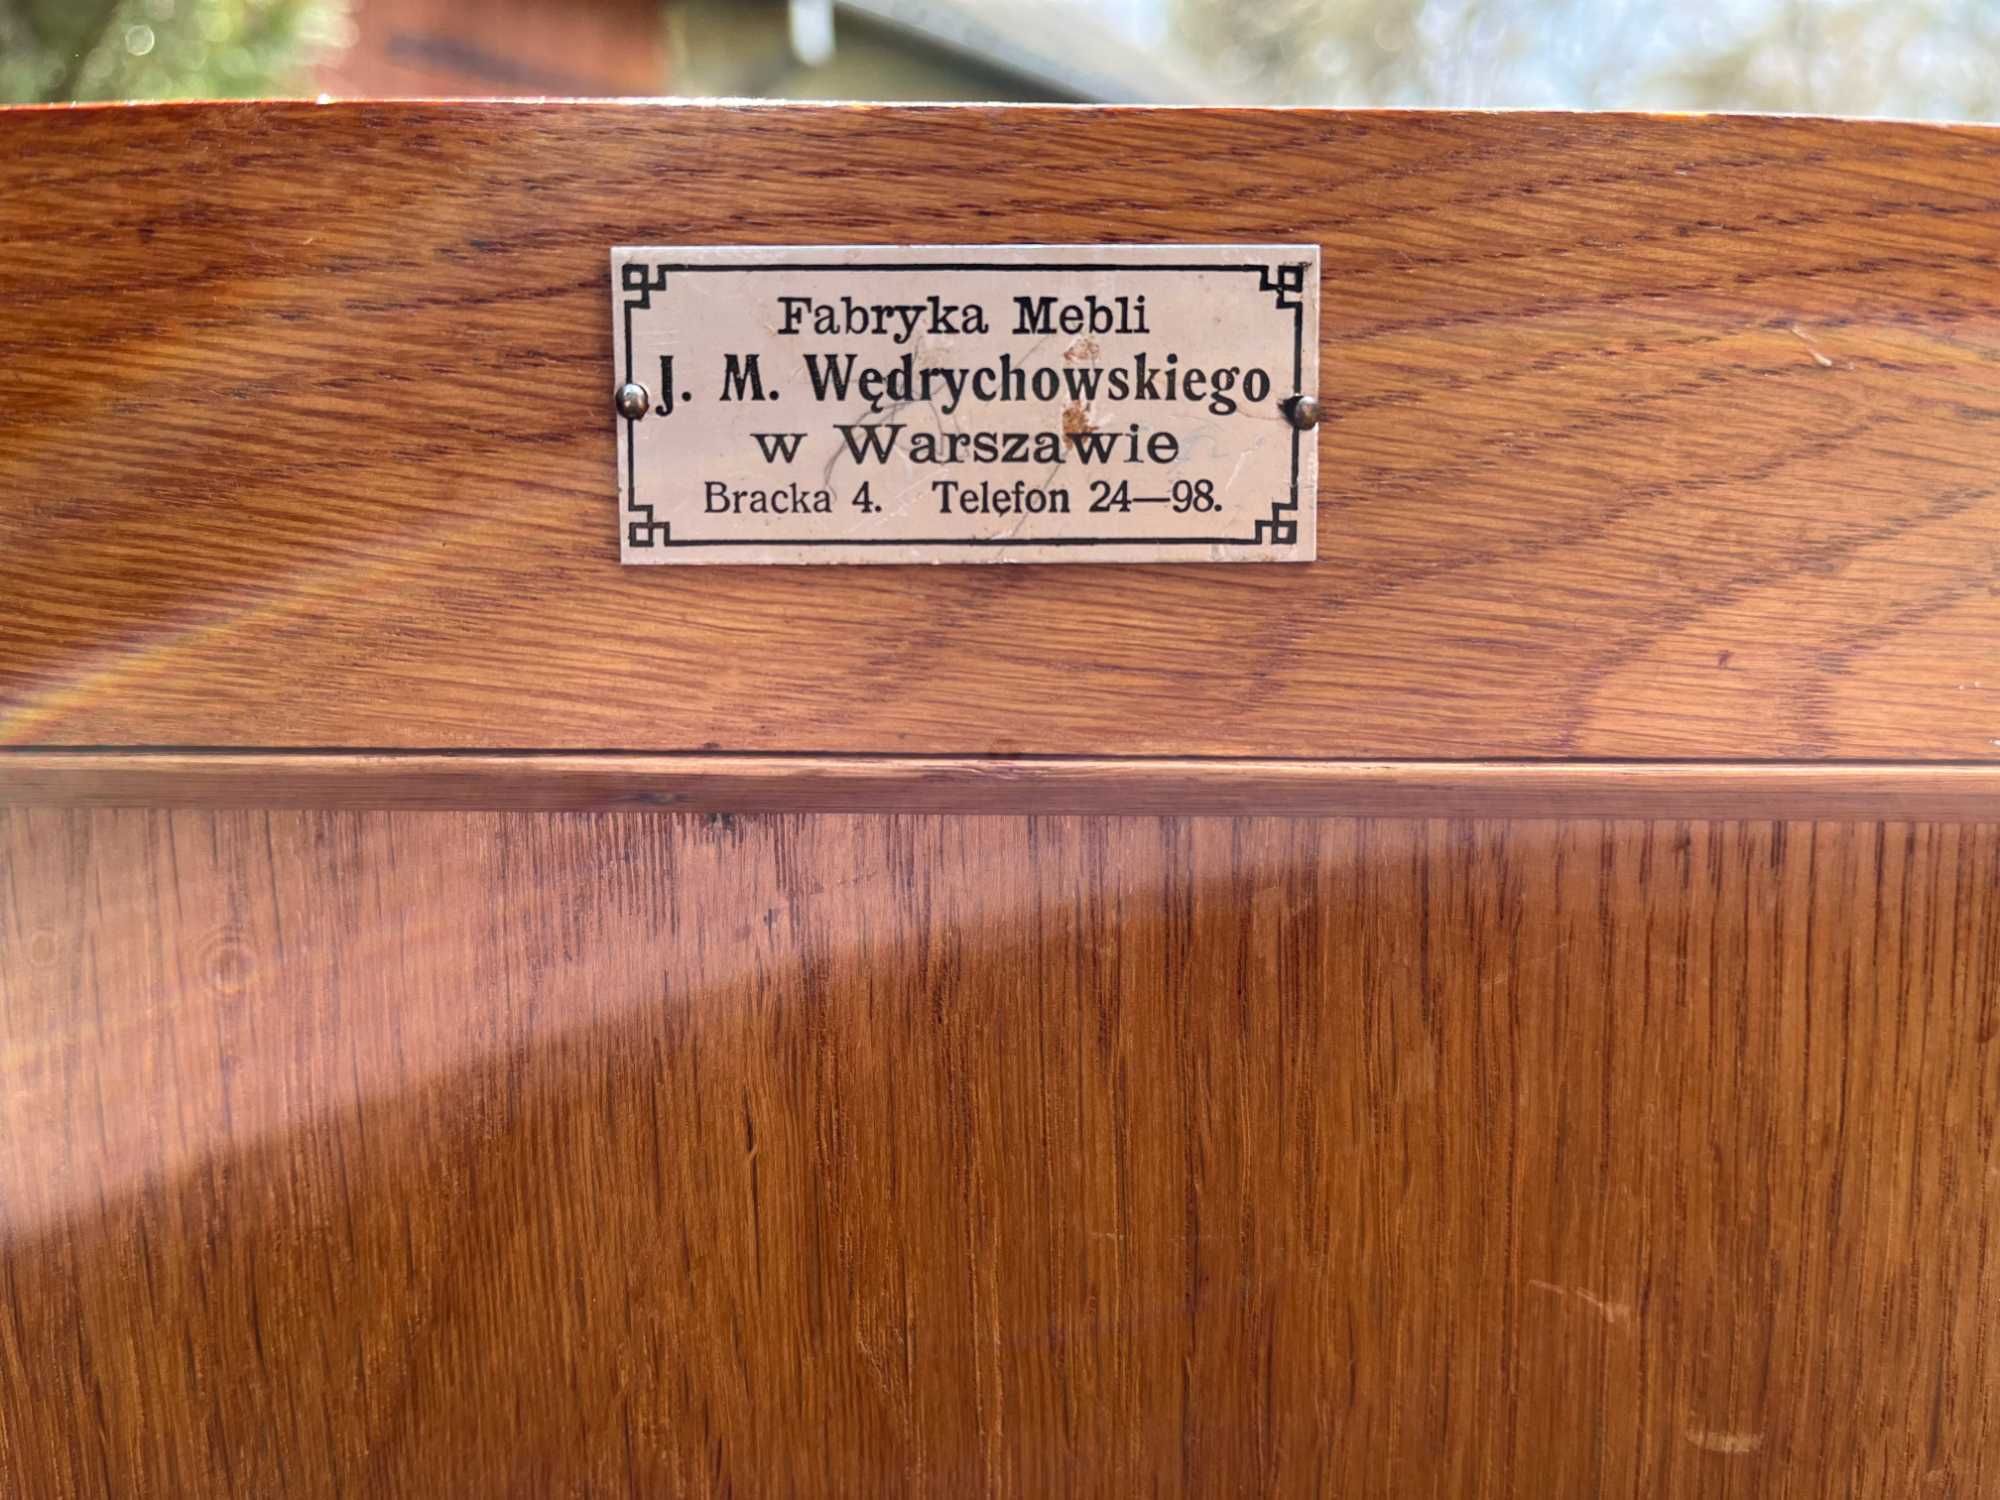 Fabryka Mebli
J. M. Wędrychowskiego
w Warszawie
Bracka 4. Telefon 24—98.